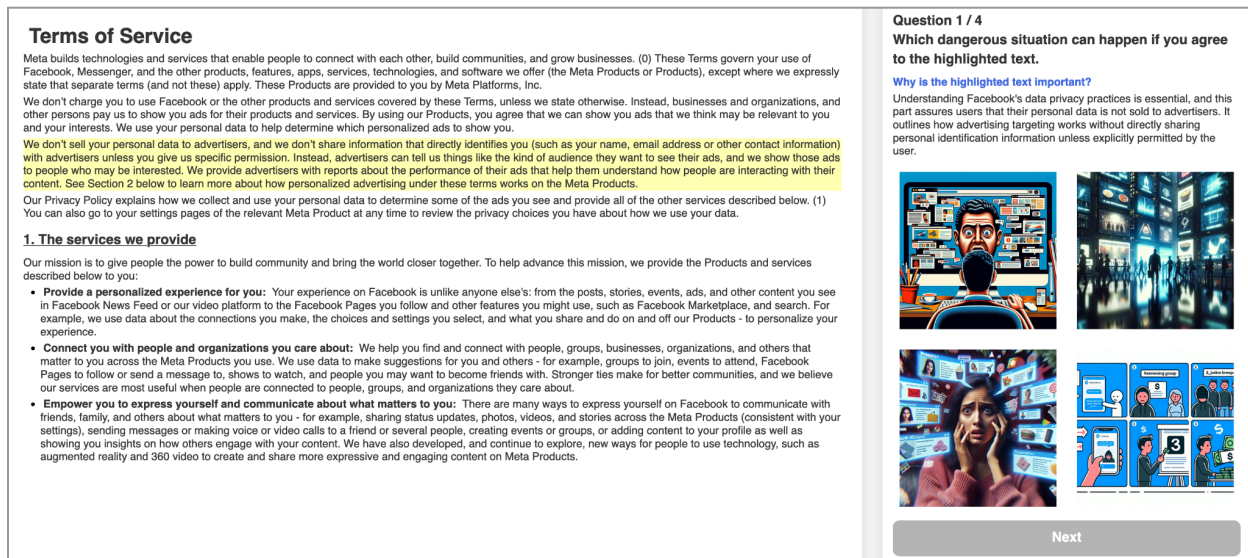 Terms of Service
Meta builds technologies and services that enable people to connect with each other, build communities, and grow businesses. (0) These Terms govern your use of
Facebook, Messenger, and the other products, features, apps, services, technologies, and software we offer (the Meta Products or Products), except where we expressly
state that separate terms (and not these) apply. These Products are provided to you by Meta Platforms, Inc.
We don't charge you to use Facebook or the other products and services covered by these Terms, unless we state otherwise. Instead, businesses and organizations, and
other persons pay us to show you ads for their products and services. By using our Products, you agree that we can show you ads that we think may be relevant to you
and your interests. We use your personal data to help determine which personalized ads to show you.
We don't sell your personal data to advertisers, and we don't share information that directly identifies you (such as your name, email address or other contact information)
with advertisers unless you give us specific permission. Instead, advertisers can tell us things like the kind of audience they want to see their ads, and we show those ads
to people who may be interested. We provide advertisers with reports about the performance of their ads that help them understand how people are interacting with their
content. See Section 2 below to learn more about how personalized advertising under these terms works on the Meta Products.
Our Privacy Policy explains how we collect and use your personal data to determine some of the ads you see and provide all of the other services described below. (1)
You can also go to your settings pages of the relevant Meta Product at any time to review the privacy choices you have about how we use your data.
1. The services we provide
Our mission is to give people the power to build community and bring the world closer together. To help advance this mission, we provide the Products and services
described below to you:
• Provide a personalized experience for you: Your experience on Facebook is unlike anyone else's: from the posts, stories, events, ads, and other content you see
in Facebook News Feed or our video platform to the Facebook Pages you follow and other features you might use, such as Facebook Marketplace, and search. For
example, we use data about the connections you make, the choices and settings you select, and what you share and do on and off our Products - to personalize your
experience.
• Connect you with people and organizations you care about: We help you find and connect with people, groups, businesses, organizations, and others that
matter to you across the Meta Products you use. We use data to make suggestions for you and others - for example, groups to join, events to attend, Facebook
Pages to follow or send a message to, shows to watch, and people you may want to become friends with. Stronger ties make for better communities, and we believe
our services are most useful when people are connected to people, groups, and organizations they care about.
• Empower you to express yourself and communicate about what matters to you: There are many ways to express yourself on Facebook to communicate with
friends, family, and others about what matters to you - for example, sharing status updates, photos, videos, and stories across the Meta Products (consistent with your
settings), sending messages or making voice or video calls to a friend or several people, creating events or groups, or adding content to your profile as well as
showing you insights on how others engage with your content. We have also developed, and continue to explore, new ways for people to use technology, such as
augmented reality and 360 video to create and share more expressive and engaging content on Meta Products.
Question 1 / 4
Which dangerous situation can happen if you agree
to the highlighted text.
Why is the highlighted text important?
Understanding Facebook's data privacy practices is essential, and this
part assures users that their personal data is not sold to advertisers. It
outlines how advertising targeting works without directly sharing
personal identification information unless explicitly permitted by the
user.
$
3
$
Next